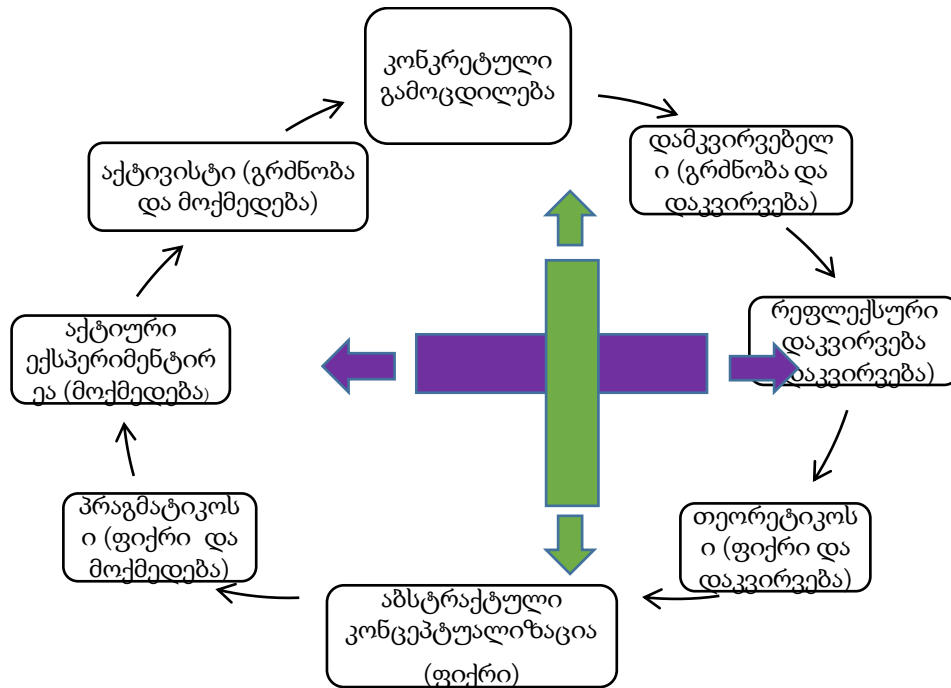 კონკრეტული
გამოცდილება
დამკვირვებელ
ი (გრძნობა და
დაკვირვება)
რეფლექსური
დაკვირვება
დაკვირვება)
თეორეტიკოს
ი (ფიქრი და
დაკვირვება)
აბსტრაქტული
კონცეპტუალიზაცია
(ფიქრი)
პრაგმატიკოს
ი (ფიქრი და
მოქმედება)
აქტიური
ექსპერიმენტირ
ეა (მოქმედება)
აქტივისტი (გრძნობა
და მოქმედება)